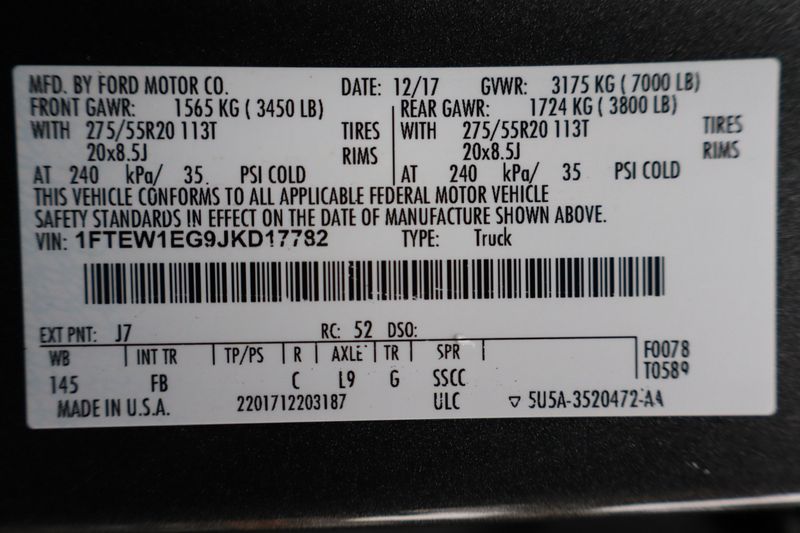 MFD. BY FORD MOTOR CO. DATE: 12/17 GVWR: 3175 KG ( 7000 LB)
FRONT GAWR: 1565 KG ( 3450 LB) REAR GAWR: 1724 KG ( 3800 LB)
WITH 275/55R20 113T TIRES WITH 275/55R20 113T TIRES
20x8.5J RIMS 20x8.5J RIMS
AT 240 kPa/ 35 PSI COLD AT 240 kPa/ 35 PSI COLD
THIS VEHICLE CONFORMS TO ALL APPLICABLE FEDERAL MOTOR VEHICLE
SAFETY STANDARDS IN EFFECT ON THE DATE OF MANUFACTURE SHOWN ABOVE.
VIN: 1FTEW1EG9JKD17782 TYPE: Truck
EXT PNT: J7 RC: 52 DSO:
WB INT TR TP/PS R AXLE TR SPR F0078
145 FB C L9 G SSCC T0589
MADE IN U.S.A. 2201712203187 ULC ▽ 5U5A-3520472-AA